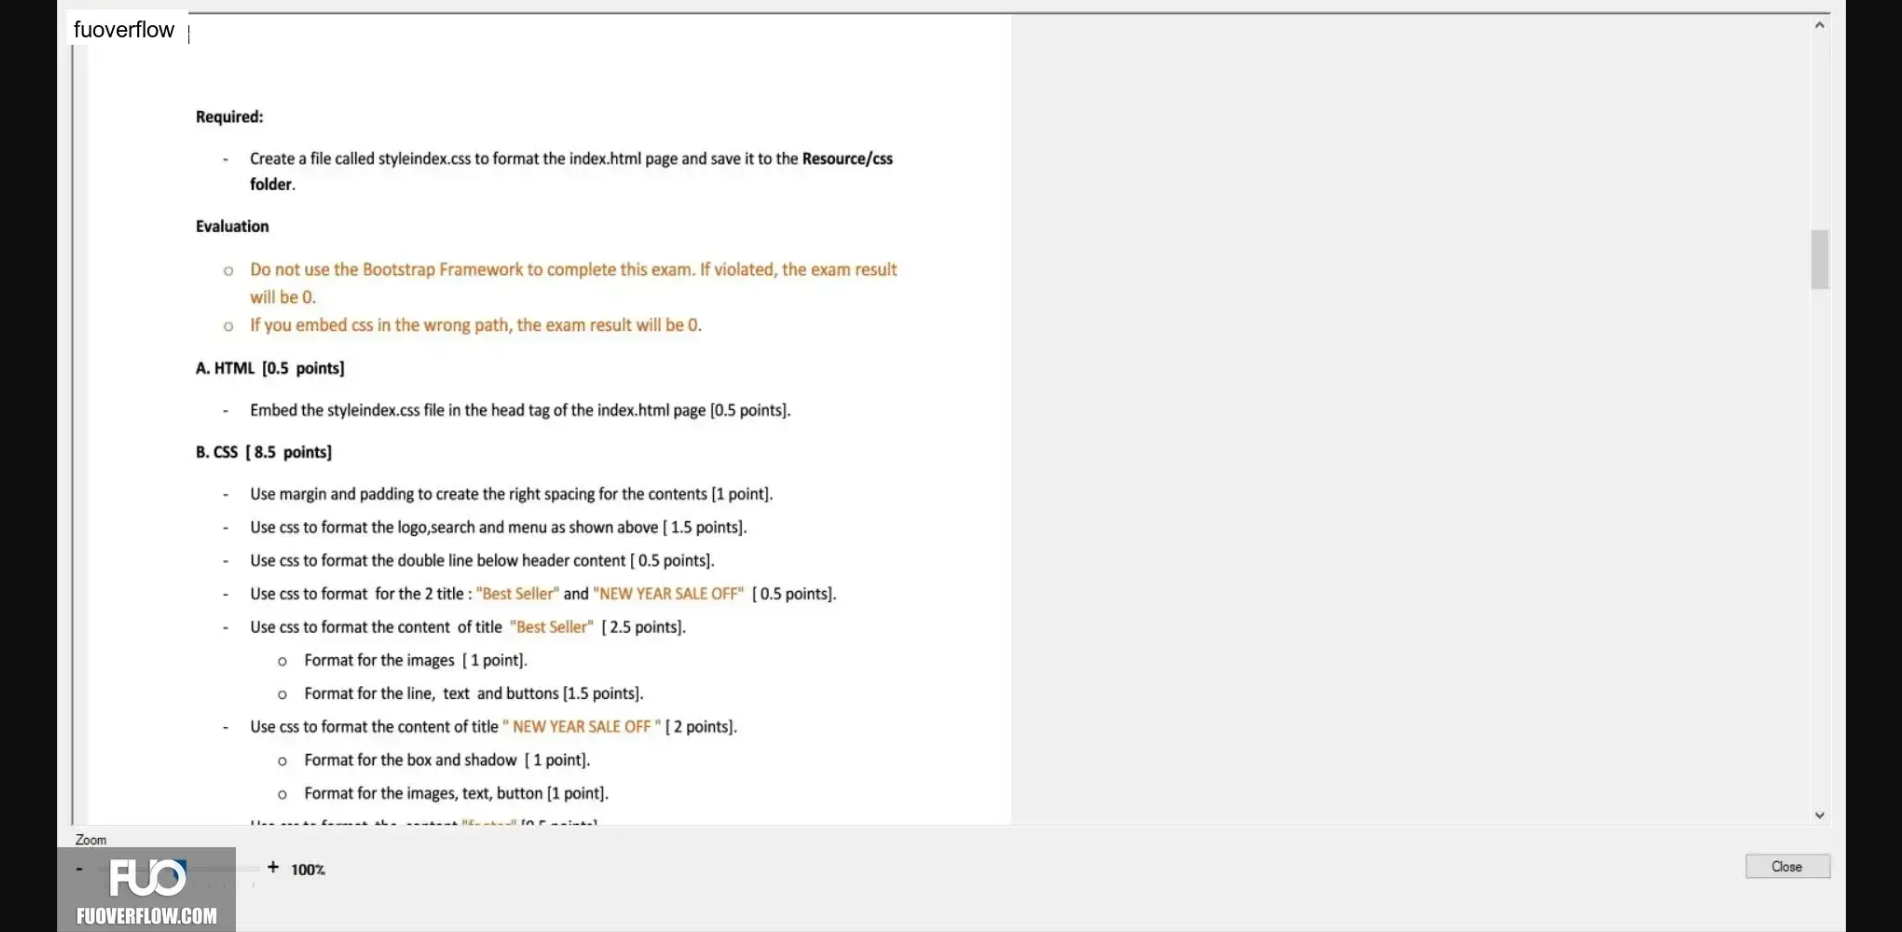 fuoverflow
Required:
- Create a file called styleindex.css to format the index.html page and save it to the Resource/css
folder.
Evaluation
o Do not use the Bootstrap Framework to complete this exam. If violated, the exam result
will be 0.
o If you embed css in the wrong path, the exam result will be 0.
A. HTML [0.5 points]
- Embed the styleindex.css file in the head tag of the index.html page [0.5 points].
B. CSS [ 8.5 points]
- Use margin and padding to create the right spacing for the contents [1 point].
- Use css to format the logo,search and menu as shown above [ 1.5 points].
- Use css to format the double line below header content [ 0.5 points].
- Use css to format for the 2 title : "Best Seller" and "NEW YEAR SALE OFF" [ 0.5 points].
- Use css to format the content of title "Best Seller" [ 2.5 points].
o Format for the images [ 1 point].
o Format for the line, text and buttons [1.5 points].
- Use css to format the content of title " NEW YEAR SALE OFF " [ 2 points].
o Format for the box and shadow [ 1 point].
o Format for the images, text, button [1 point].
Use css to format the content "footer" [0.5 points]
Zoom
- + 100%
Close
FUO
FUOVERFLOW.COM